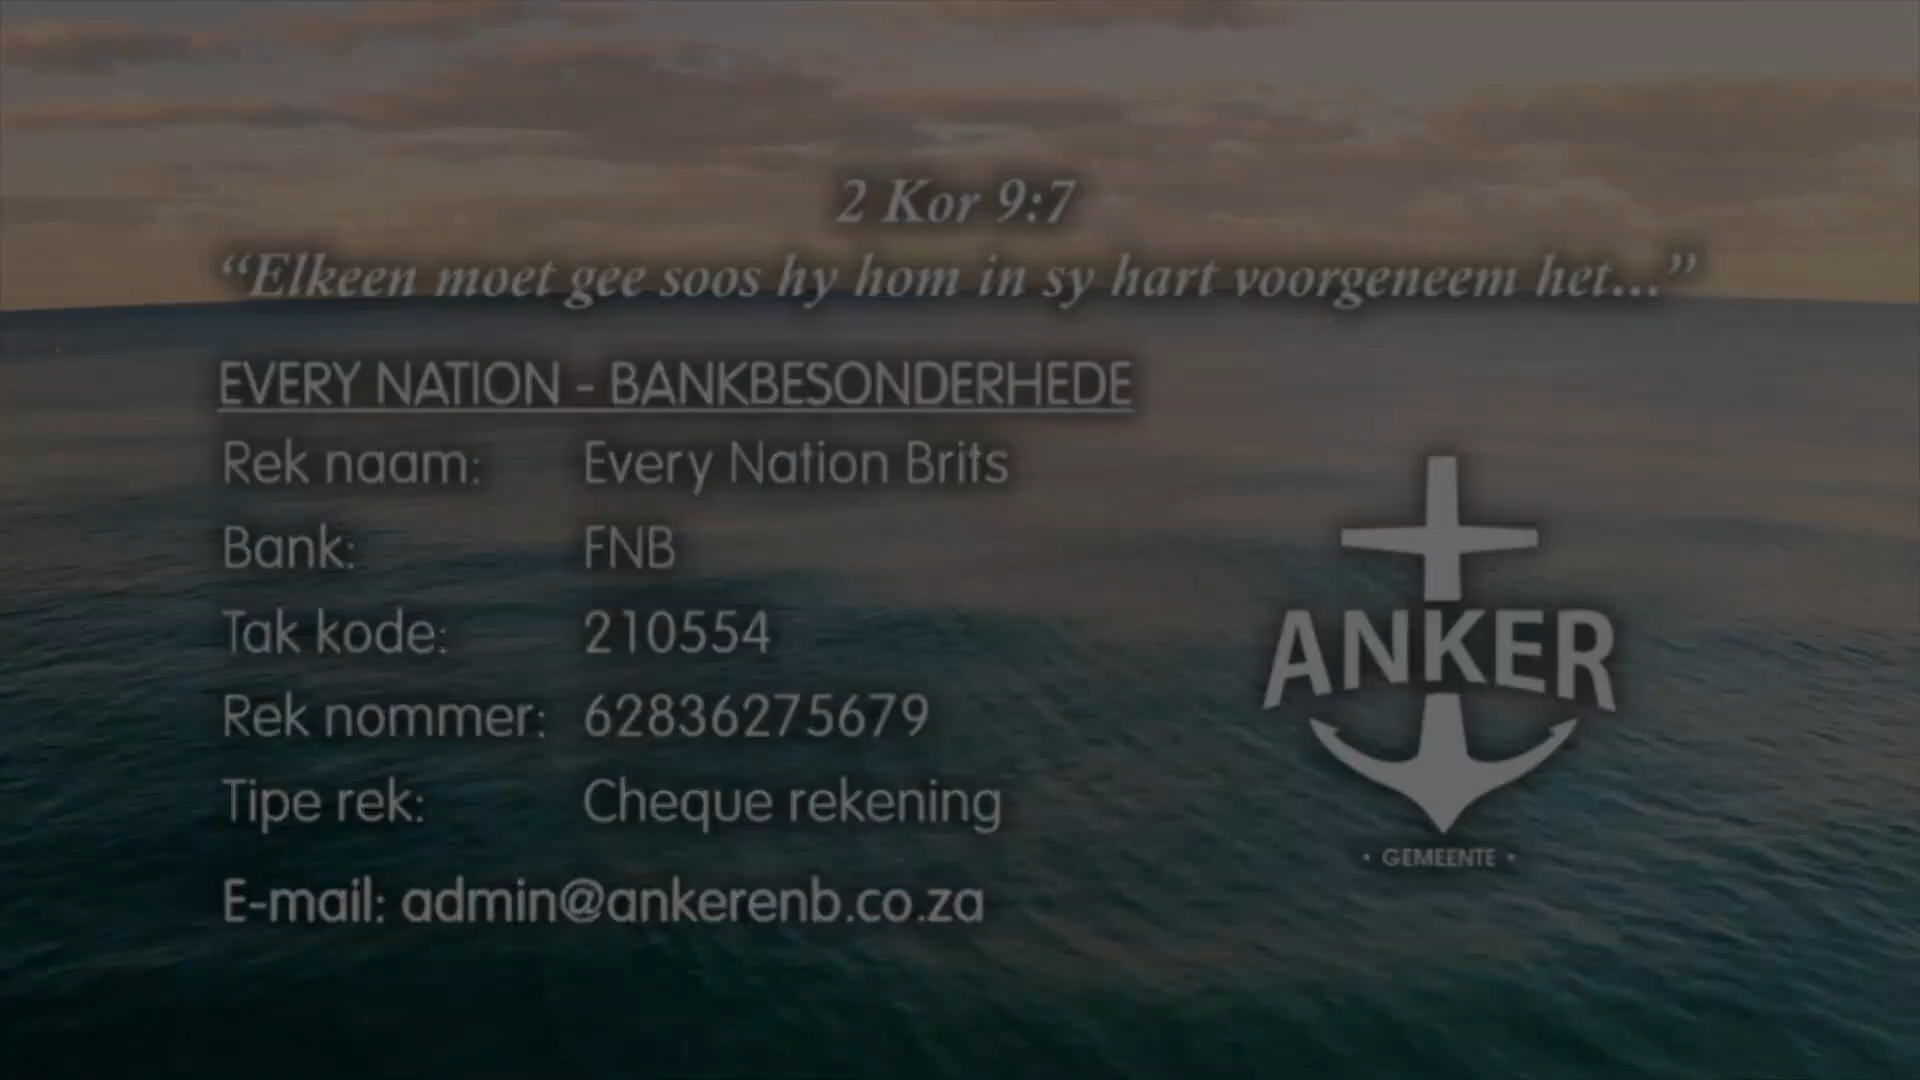 2 Kor 9:7
“Elkeen moet gee soos hy hom in sy hart voorgeneem het...”
EVERY NATION - BANKBESONDERHEDE
Rek naam: Every Nation Brits
Bank: FNB
Tak kode: 210554
Rek nommer: 62836275679
Tipe rek: Cheque rekening
E-mail: admin@ankerenb.co.za
ANKER
• GEMEENTE •